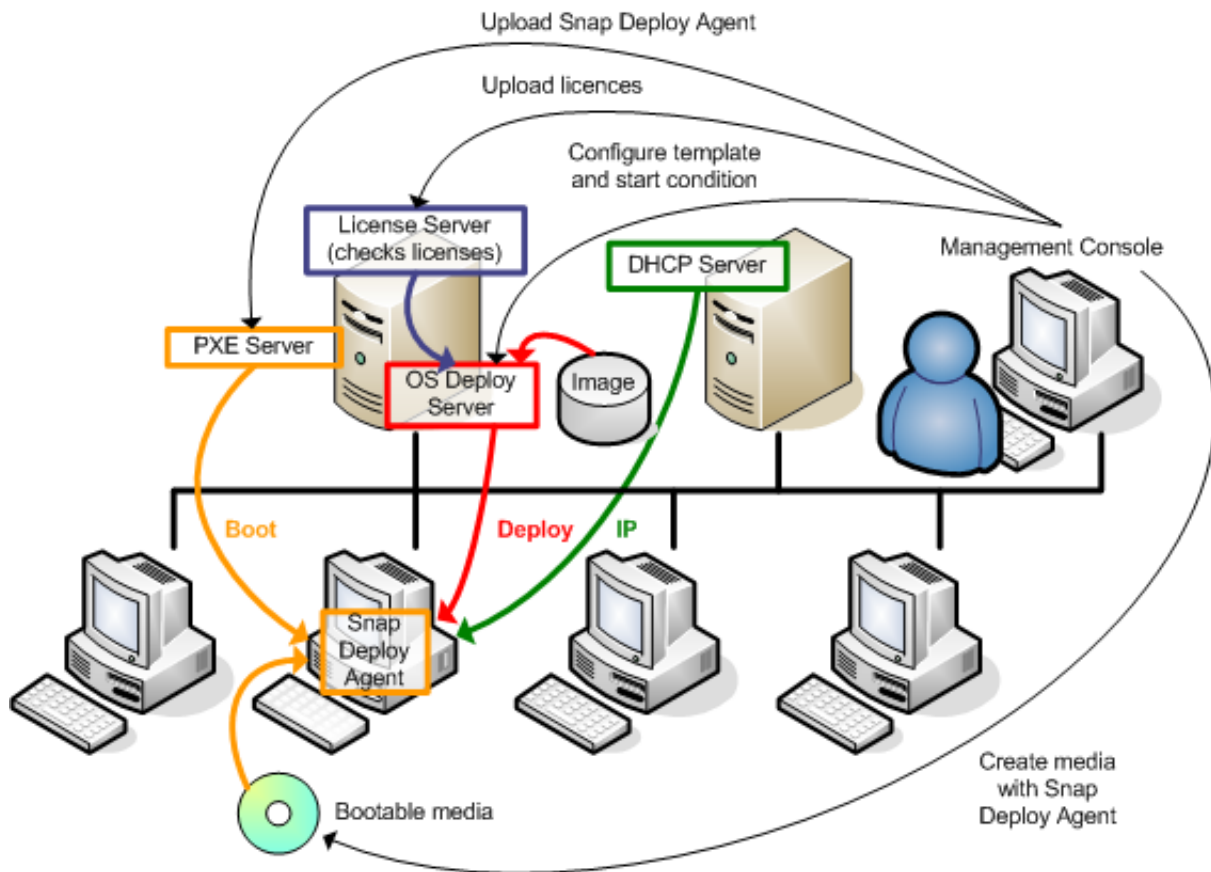 Upload Snap Deploy Agent
Upload licences
Configure template
and start condition
License Server
(checks licenses)
DHCP Server
Management Console
PXE Server
OS Deploy
Server
Image
Boot
Deploy
IP
Snap
Deploy
Agent
Bootable media
Create media
with Snap
Deploy Agent